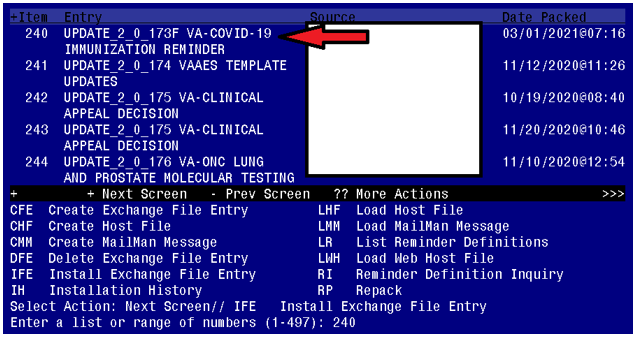 +Item Entry Source Date Packed
240 UPDATE_2_0_173F VA-COVID-19 03/01/2021@07:16
IMMUNIZATION REMINDER
241 UPDATE_2_0_174 VAAES TEMPLATE 11/12/2020@11:26
UPDATES
242 UPDATE_2_0_175 VA-CLINICAL 10/19/2020@08:40
APPEAL DECISION
243 UPDATE_2_0_175 VA-CLINICAL 11/20/2020@10:46
APPEAL DECISION
244 UPDATE_2_0_176 VA-ONC LUNG 11/10/2020@12:54
AND PROSTATE MOLECULAR TESTING
+ + Next Screen - Prev Screen ?? More Actions >>>
CFE Create Exchange File Entry LHF Load Host File
CHF Create Host File LMM Load MailMan Message
CMM Create MailMan Message LR List Reminder Definitions
DFE Delete Exchange File Entry LWH Load Web Host File
IFE Install Exchange File Entry RI Reminder Definition Inquiry
IH Installation History RP Repack
Select Action: Next Screen// IFE Install Exchange File Entry
Enter a list or range of numbers (1-497): 240